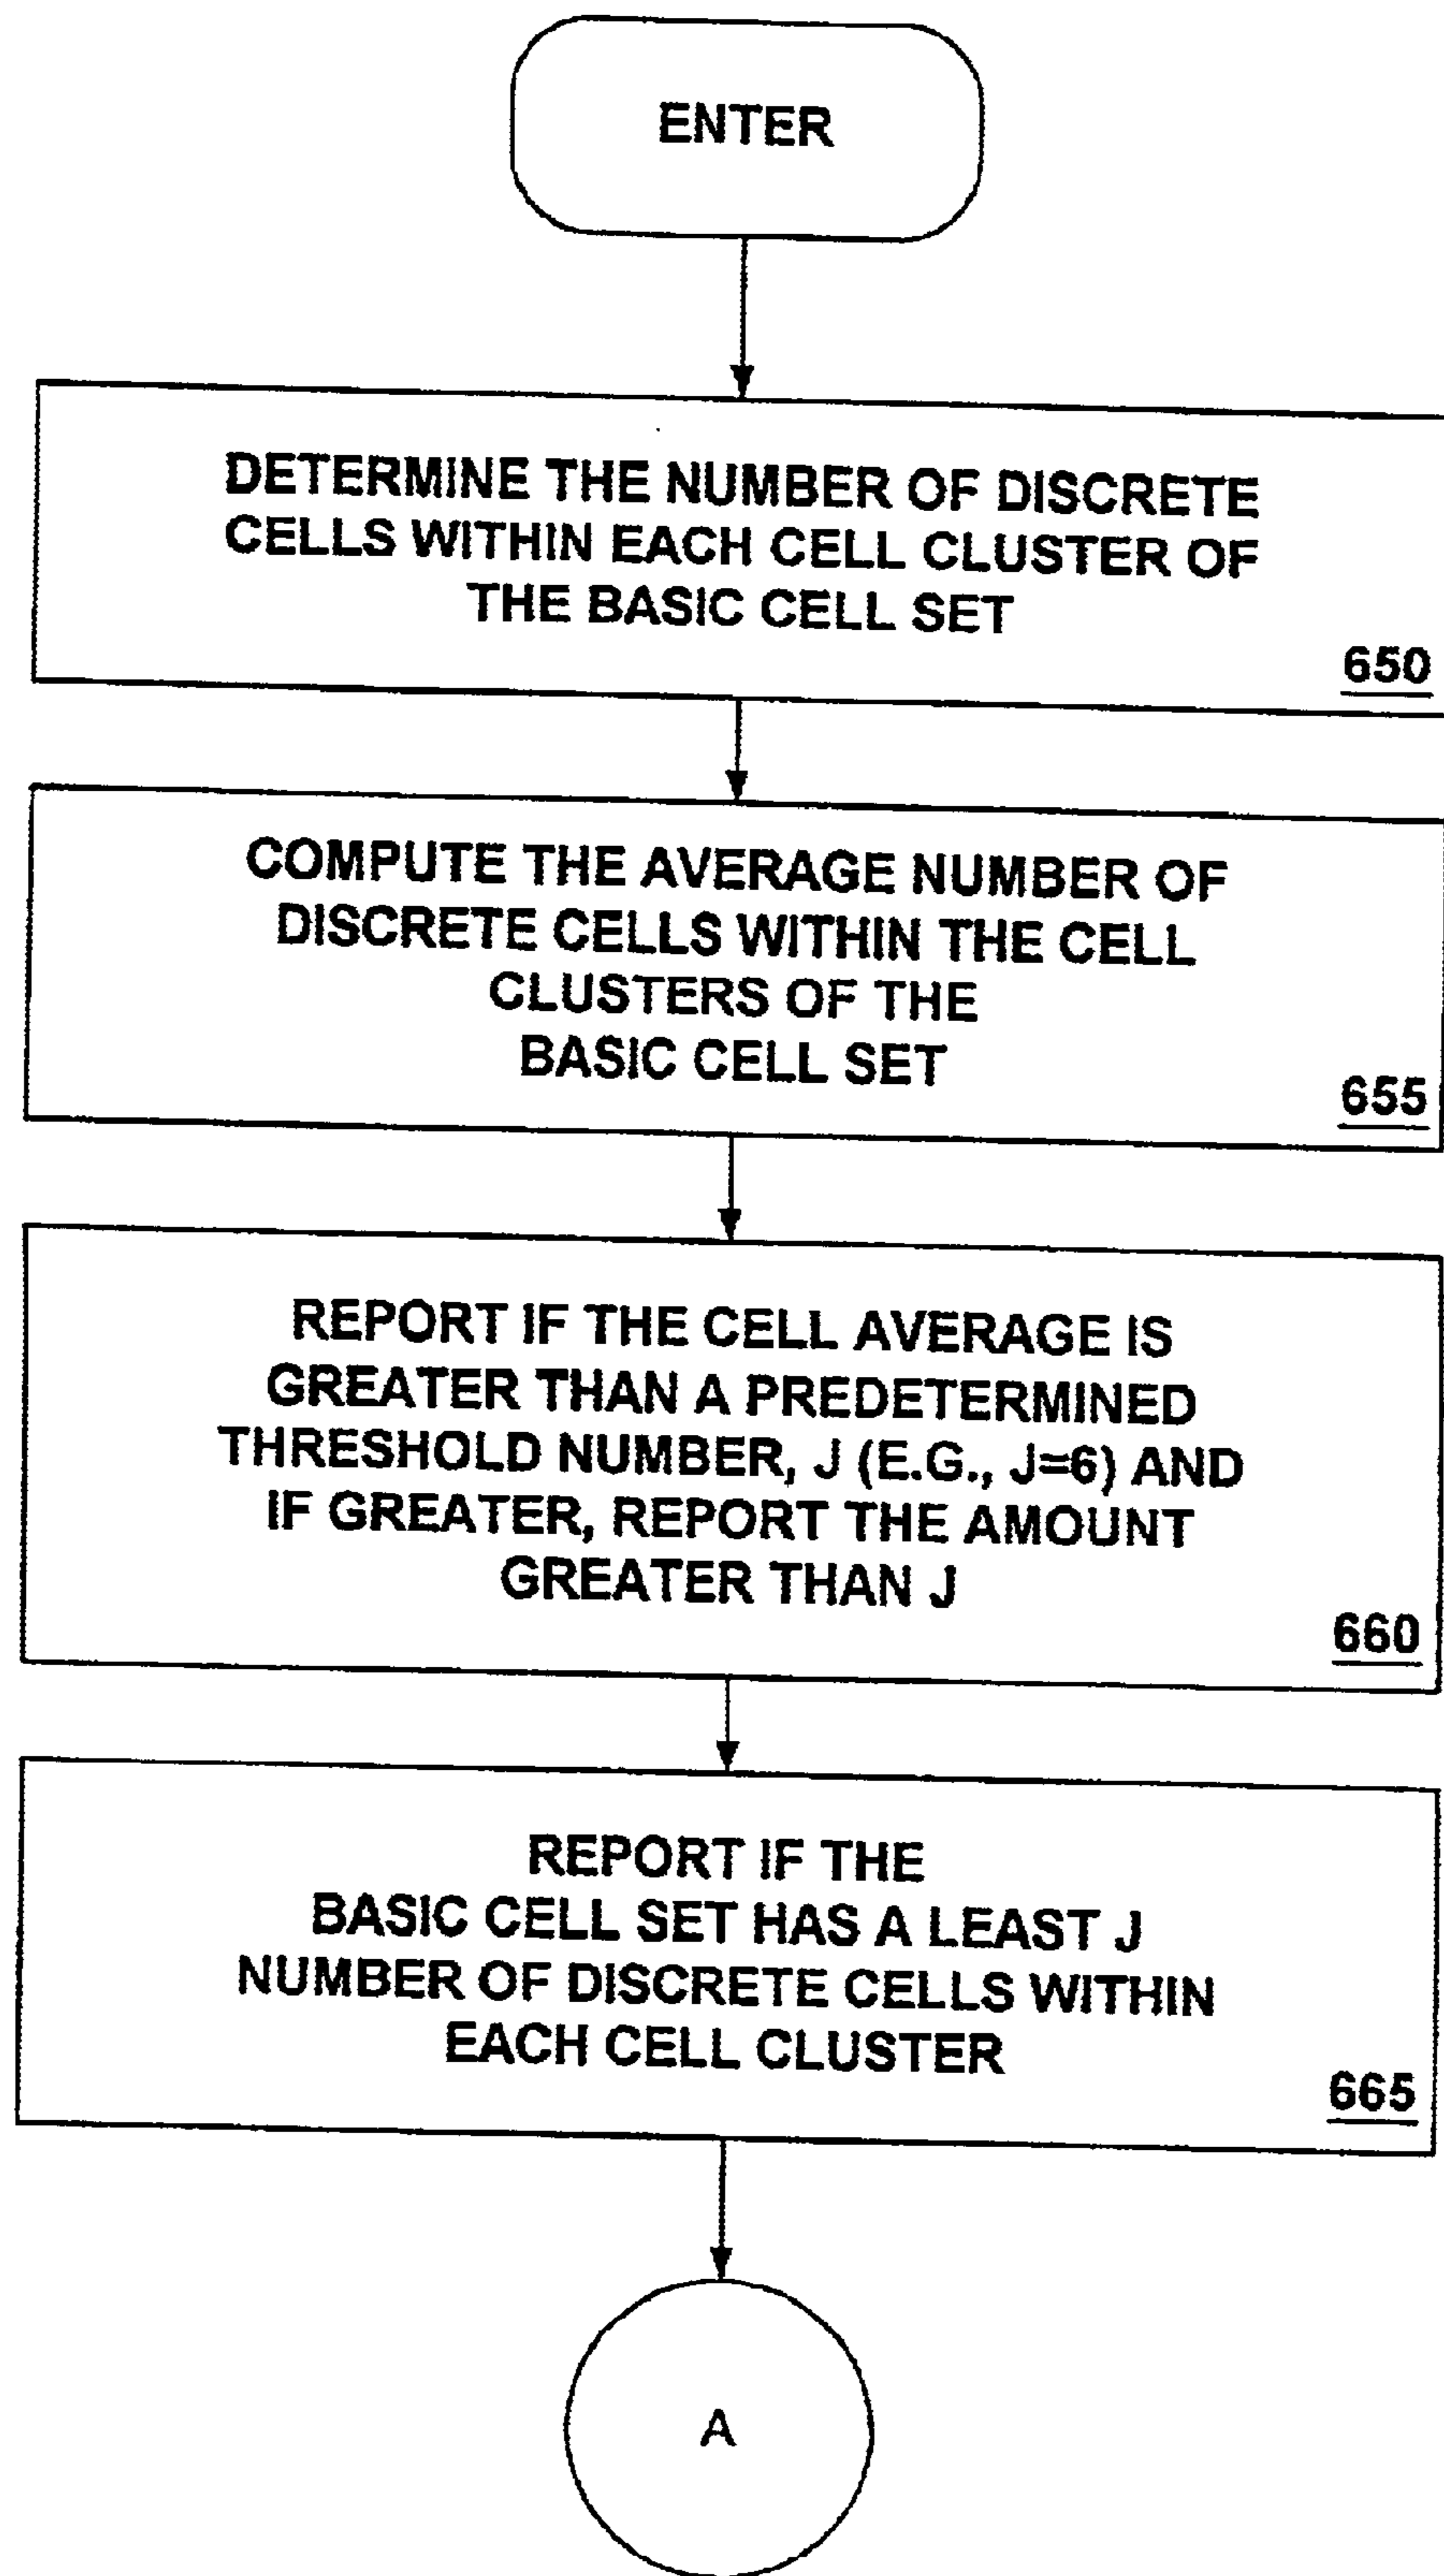 ENTER
DETERMINE THE NUMBER OF DISCRETE
CELLS WITHIN EACH CELL CLUSTER OF
THE BASIC CELL SET
650
COMPUTE THE AVERAGE NUMBER OF
DISCRETE CELLS WITHIN THE CELL
CLUSTERS OF THE
BASIC CELL SET
655
REPORT IF THE CELL AVERAGE IS
GREATER THAN A PREDETERMINED
THRESHOLD NUMBER, J (E.G., J=6) AND
IF GREATER, REPORT THE AMOUNT
GREATER THAN J
660
REPORT IF THE
BASIC CELL SET HAS A LEAST J
NUMBER OF DISCRETE CELLS WITHIN
EACH CELL CLUSTER
665
A